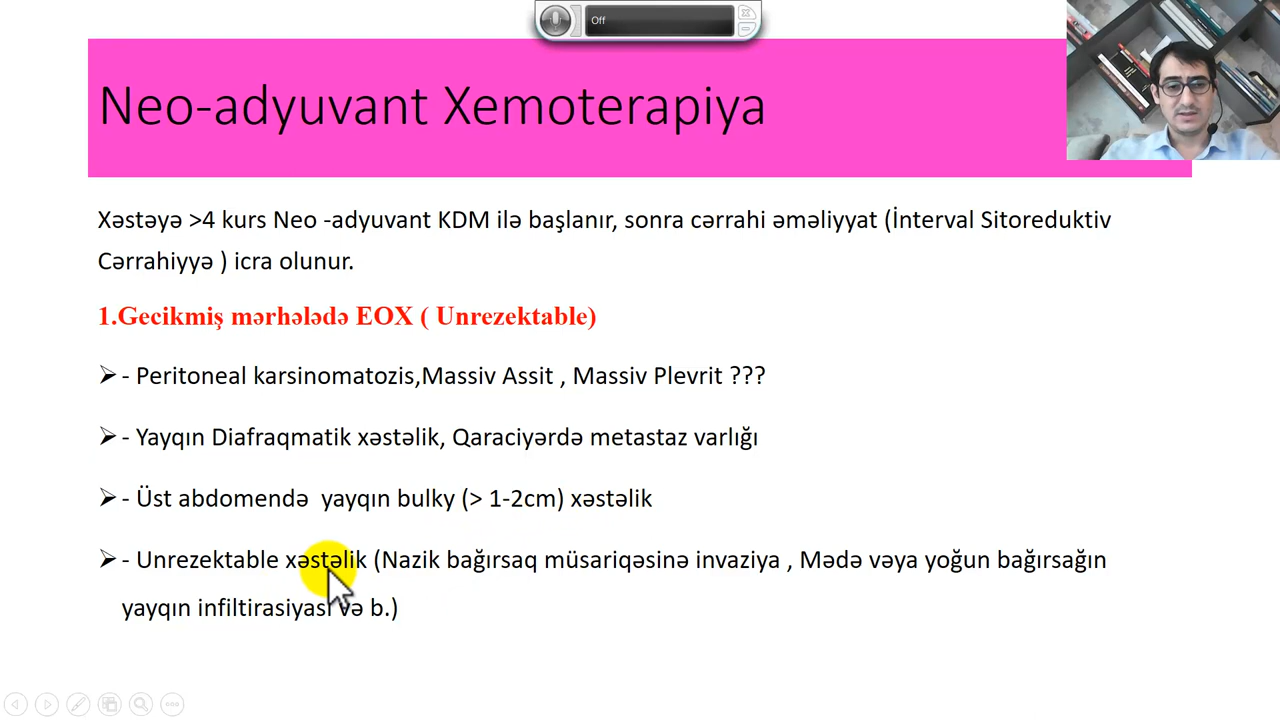 Off
Neo-adyuvant Xemoterapiya
Xəstəyə >4 kurs Neo -adyuvant KDM ilə başlanır, sonra cərrahi əməliyyat (İnterval Sitoreduktiv
Cərrahiyyə ) icra olunur.
1.Gecikmiş mərhələdə EOX ( Unrezektable)
- Peritoneal karsinomatozis,Massiv Assit , Massiv Plevrit ???
- Yayqın Diafraqmatik xəstəlik, Qaraciyərdə metastaz varlığı
- Üst abdomendə yayqın bulky (> 1-2cm) xəstəlik
- Unrezektable xəstəlik (Nazik bağırsaq müsariqəsinə invaziya , Mədə vəya yoğun bağırsağın
yayqın infiltirasiyası və b.)